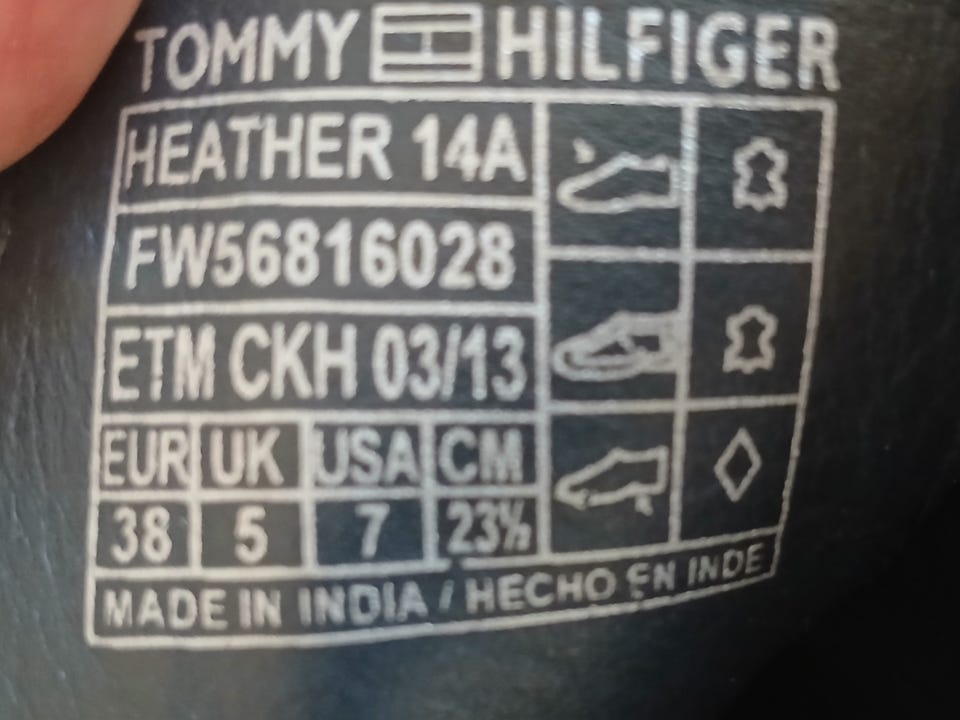 TOMMY HILFIGER
HEATHER 14A
FW56816028
ETM CKH 03/13
EUR UK USA CM
38 5 7 23½
MADE IN INDIA / HECHO EN INDE